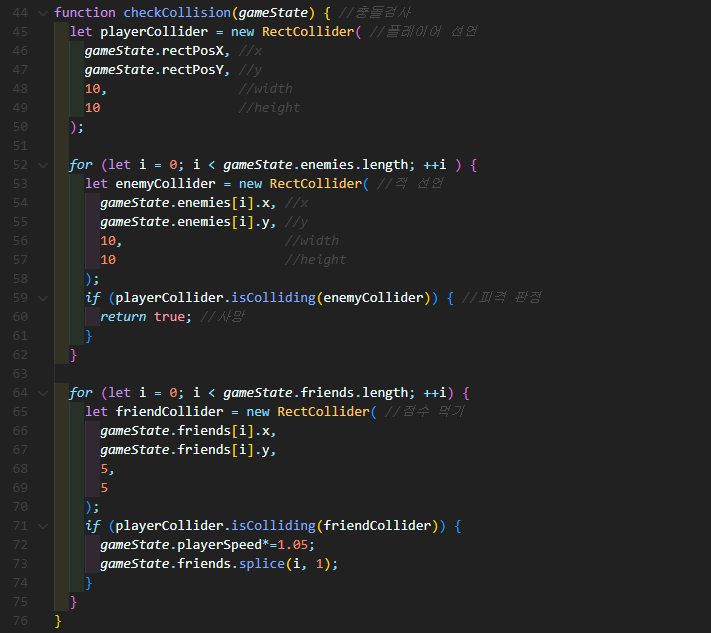 44 function checkCollision(gameState) { //충돌검사
45 let playerCollider = new RectCollider( //플레이어 선언
46 gameState.rectPosX, //x
47 gameState.rectPosY, //y
48 10, //width
49 10 //height
50 );
51
52 for (let i = 0; i < gameState.enemies.length; ++i ) {
53 let enemyCollider = new RectCollider( //적 선언
54 gameState.enemies[i].x, //x
55 gameState.enemies[i].y, //y
56 10, //width
57 10 //height
58 );
59 if (playerCollider.isColliding(enemyCollider)) { //피격 판정
60 return true; //사망
61 }
62 }
63
64 for (let i = 0; i < gameState.friends.length; ++i) {
65 let friendCollider = new RectCollider( //점수 먹기
66 gameState.friends[i].x,
67 gameState.friends[i].y,
68 5,
69 5
70 );
71 if (playerCollider.isColliding(friendCollider)) {
72 gameState.playerSpeed*=1.05;
73 gameState.friends.splice(i, 1);
74 }
75 }
76 }